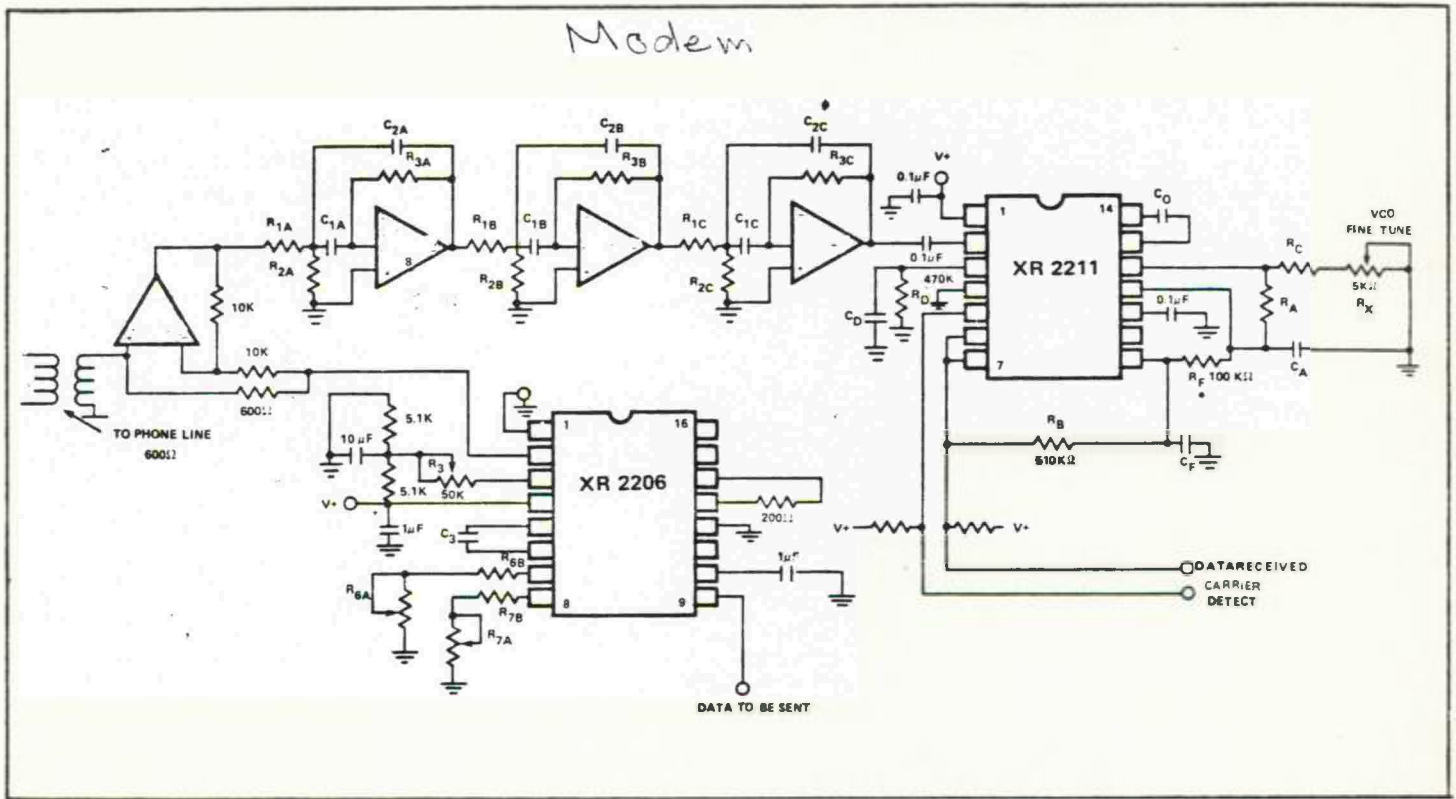 Modem
C2A
R3A
R1A
C1A
R2A
8
C2B
R3B
R1B
C1B
R2B
C2C
R3C
R1C
C1C
R2C
0.1µF
V+
0.1µF
470K
RD
CD
1
14
XR 2211
7
CO
RC
VCO
FINE TUNE
5KΩ
RX
RA
0.1µF
CA
RF 100 KΩ
RB
510KΩ
CF
10K
10K
600Ω
TO PHONE LINE
600Ω
5.1K
10 µF
R3
5.1K
50K
V+
1µF
C3
R6B
R6A
R7B
R7A
1
16
XR 2206
8
9
200Ω
1µF
DATA TO BE SENT
V+
V+
DATA RECEIVED
CARRIER
DETECT